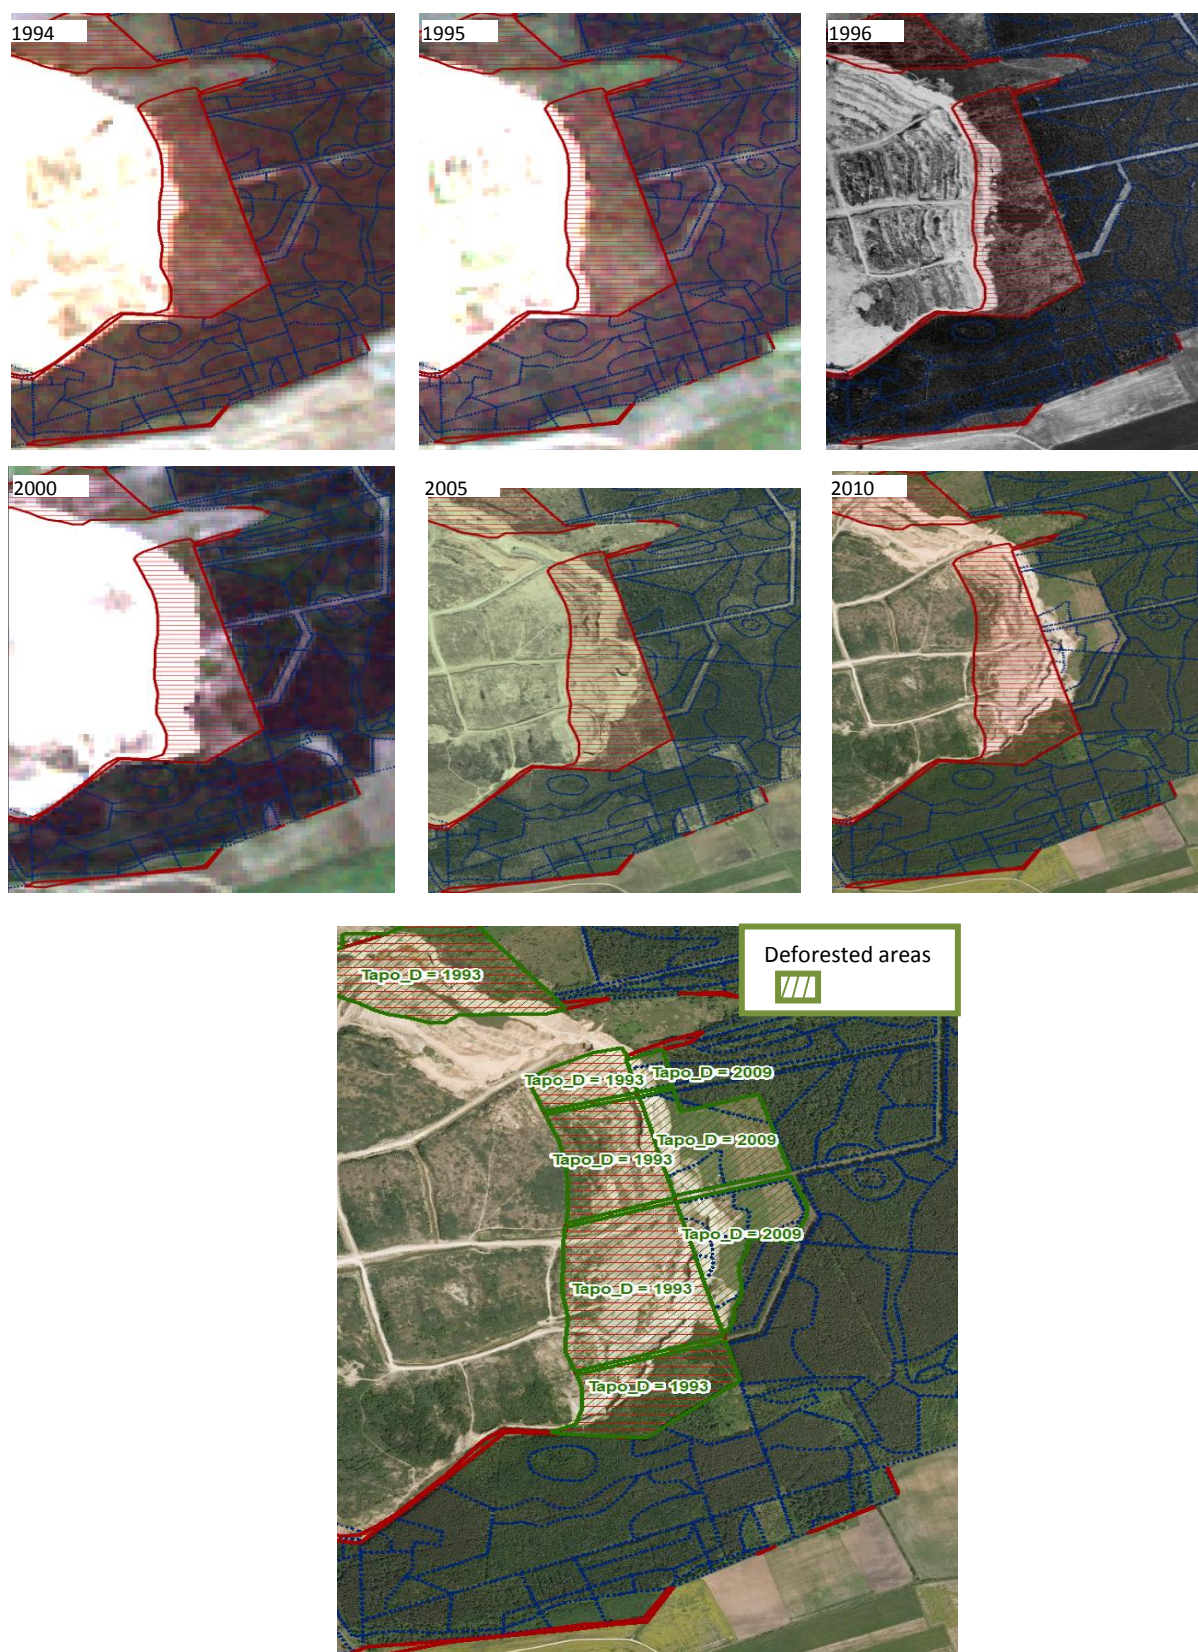 1994
1995
1996
2000
2005
2010
Deforested areas
Tapo_D = 1993
Tapo_D = 1993
Tapo_D = 2009
Tapo_D = 2009
Tapo_D = 1993
Tapo_D = 2009
Tapo_D = 1993
Tapo_D = 1993